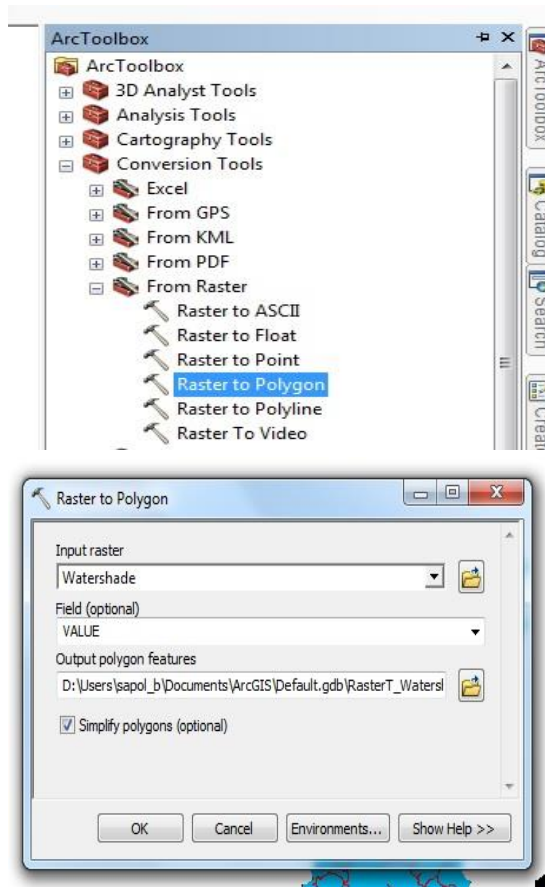 ArcToolbox
ArcToolbox
3D Analyst Tools
Analysis Tools
Cartography Tools
Conversion Tools
Excel
From GPS
From KML
From PDF
From Raster
Raster to ASCII
Raster to Float
Raster to Point
Raster to Polygon
Raster to Polyline
Raster To Video
ArcToolbox
Catalog
Search
Raster to Polygon
Input raster
Watershade
Field (optional)
VALUE
Output polygon features
D:\Users\sapol_b\Documents\ArcGIS\Default.gdb\RasterT_Watersl
Simplify polygons (optional)
OK Cancel Environments... Show Help >>